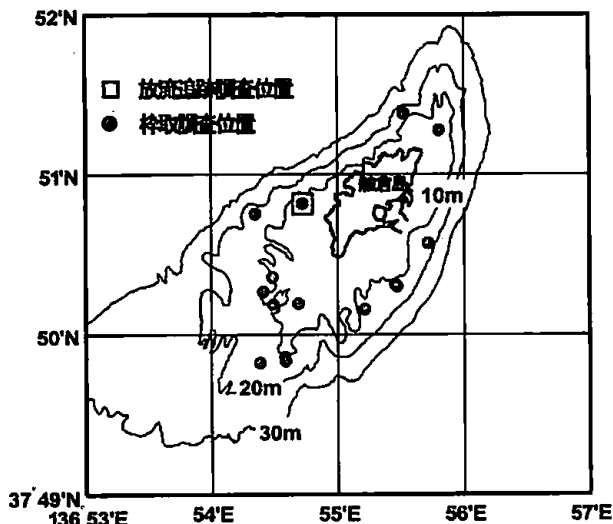 52'N
□ 放流追跡調査位置
● 枠取調査位置
51'N
舳倉島
10m
50'N
20m
30m
37°49'N
136°53'E
54'E
55'E
56'E
57'E